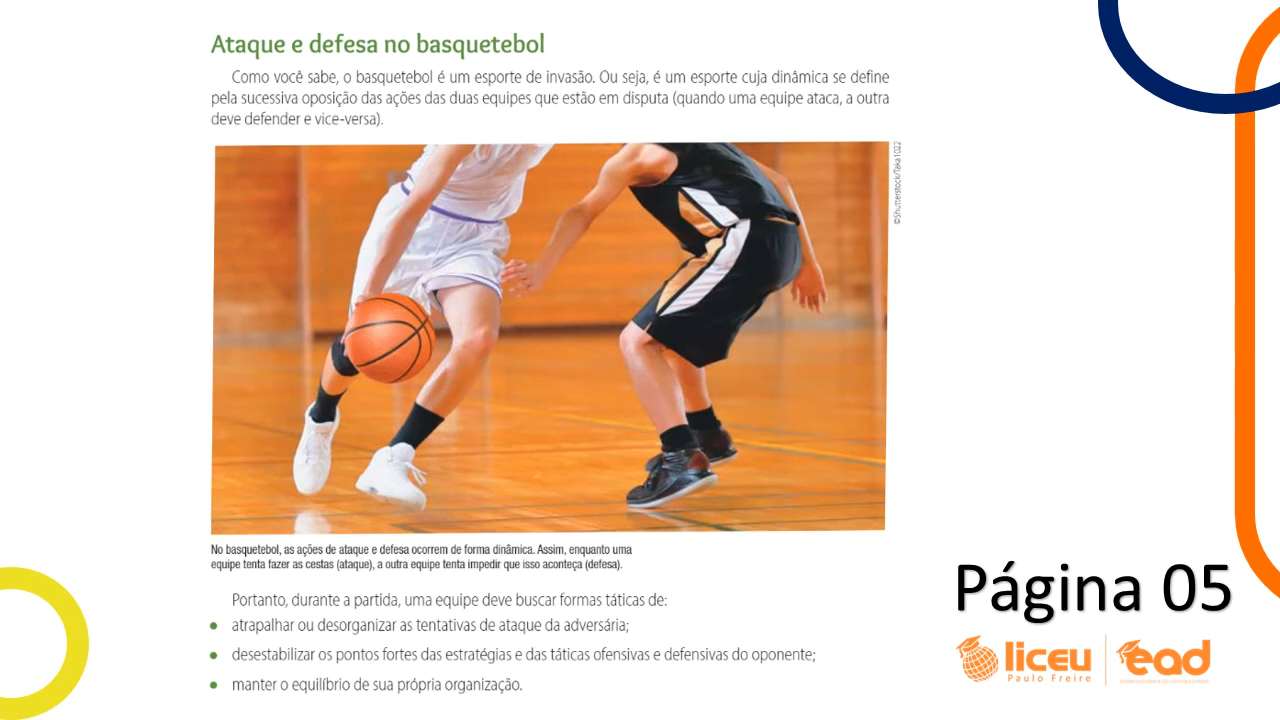 Ataque e defesa no basquetebol
Como você sabe, o basquetebol é um esporte de invasão. Ou seja, é um esporte cuja dinâmica se define
pela sucessiva oposição das ações das duas equipes que estão em disputa (quando uma equipe ataca, a outra
deve defender e vice-versa).
©Shutterstock/Taka1022
No basquetebol, as ações de ataque e defesa ocorrem de forma dinâmica. Assim, enquanto uma
equipe tenta fazer as cestas (ataque), a outra equipe tenta impedir que isso aconteça (defesa).
Portanto, durante a partida, uma equipe deve buscar formas táticas de:
• atrapalhar ou desorganizar as tentativas de ataque da adversária;
• desestabilizar os pontos fortes das estratégias e das táticas ofensivas e defensivas do oponente;
• manter o equilíbrio de sua própria organização.
Página 05
liceu
Paulo Freire
ead